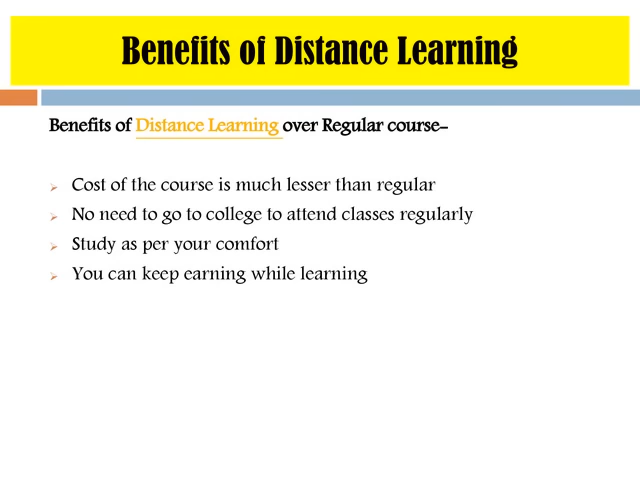 Benefits of Distance Learning
Benefits of Distance Learning over Regular course-
Cost of the course is much lesser than regular
No need to go to college to attend classes regularly
Study as per your comfort
You can keep earning while learning